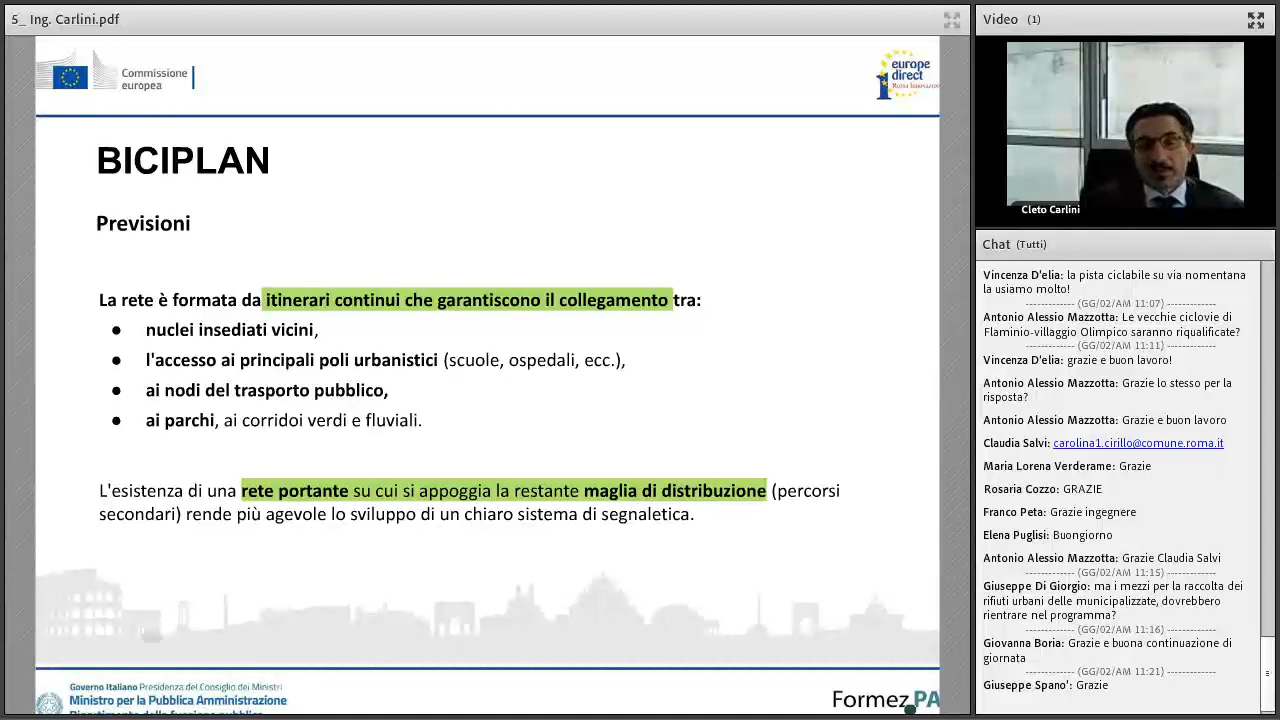 5_ Ing. Carlini.pdf
Commissione
europea
europe
direct
Roma Innovazione
BICIPLAN
Previsioni
La rete è formata da itinerari continui che garantiscono il collegamento tra:
● nuclei insediati vicini,
● l'accesso ai principali poli urbanistici (scuole, ospedali, ecc.),
● ai nodi del trasporto pubblico,
● ai parchi, ai corridoi verdi e fluviali.
L'esistenza di una rete portante su cui si appoggia la restante maglia di distribuzione (percorsi
secondari) rende più agevole lo sviluppo di un chiaro sistema di segnaletica.
Governo Italiano Presidenza del Consiglio dei Ministri
Ministro per la Pubblica Amministrazione
Dipartimento della funzione pubblica
Formez PA
Video (1)
Cleto Carlini
Chat (Tutti)
Vincenza D'elia: la pista ciclabile su via nomentana
la usiamo molto!
------------- (GG/02/AM 11:07) -------------
Antonio Alessio Mazzotta: Le vecchie ciclovie di
Flaminio-villaggio Olimpico saranno riqualificate?
------------- (GG/02/AM 11:11) -------------
Vincenza D'elia: grazie e buon lavoro!
Antonio Alessio Mazzotta: Grazie lo stesso per la
risposta?
Antonio Alessio Mazzotta: Grazie e buon lavoro
Claudia Salvi: carolina1.cirillo@comune.roma.it
Maria Lorena Verderame: Grazie
Rosaria Cozzo: GRAZIE
Franco Peta: Grazie ingegnere
Elena Puglisi: Buongiorno
Antonio Alessio Mazzotta: Grazie Claudia Salvi
------------- (GG/02/AM 11:15) -------------
Giuseppe Di Giorgio: ma i mezzi per la raccolta dei
rifiuti urbani delle municipalizzate, dovrebbero
rientrare nel programma?
------------- (GG/02/AM 11:16) -------------
Giovanna Boria: Grazie e buona continuazione di
giornata
------------- (GG/02/AM 11:21) -------------
Giuseppe Spano': Grazie